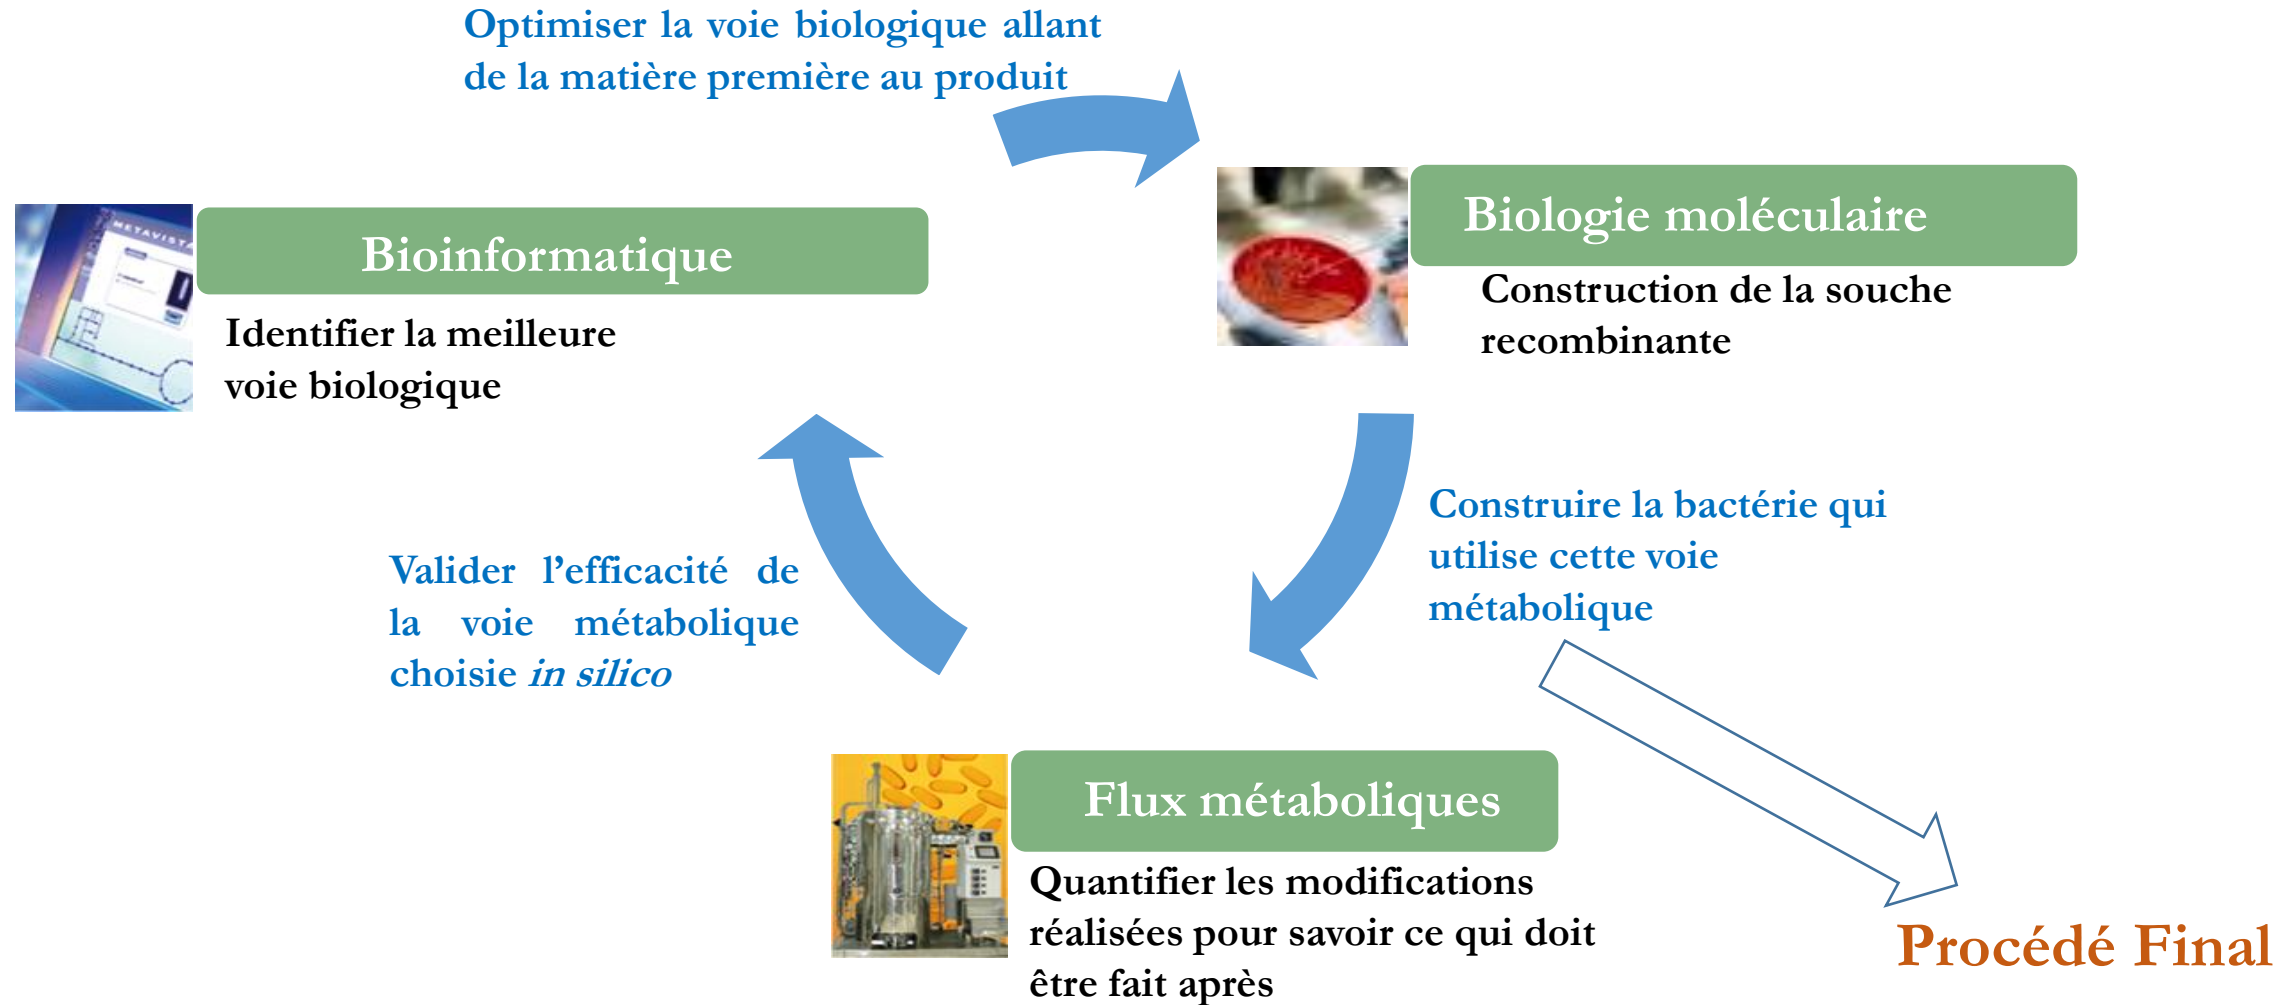 Optimiser la voie biologique allant
de la matière première au produit
Biologie moléculaire
Construction de la souche
recombinante
METAVISTA
Bioinformatique
Identifier la meilleure
voie biologique
Construire la bactérie qui
utilise cette voie
métabolique
Valider l’efficacité de
la voie métabolique
choisie in silico
Flux métaboliques
Quantifier les modifications
réalisées pour savoir ce qui doit
être fait après
Procédé Final